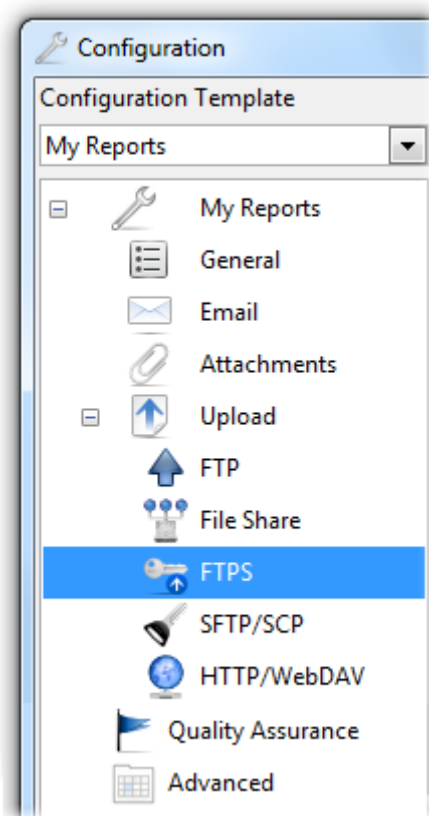 Configuration
Configuration Template
My Reports
My Reports
General
Email
Attachments
Upload
FTP
File Share
FTPS
SFTP/SCP
HTTP/WebDAV
Quality Assurance
Advanced